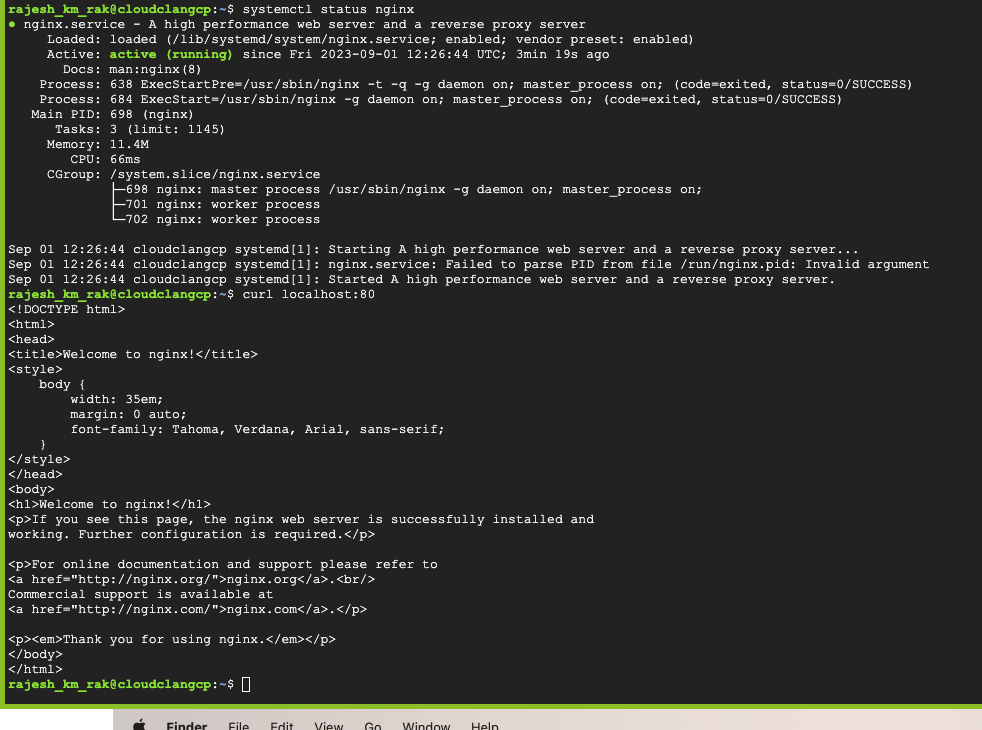 rajesh_km_rak@cloudclangcp:~$ systemctl status nginx
● nginx.service - A high performance web server and a reverse proxy server
     Loaded: loaded (/lib/systemd/system/nginx.service; enabled; vendor preset: enabled)
     Active: active (running) since Fri 2023-09-01 12:26:44 UTC; 3min 19s ago
       Docs: man:nginx(8)
    Process: 638 ExecStartPre=/usr/sbin/nginx -t -q -g daemon on; master_process on; (code=exited, status=0/SUCCESS)
    Process: 684 ExecStart=/usr/sbin/nginx -g daemon on; master_process on; (code=exited, status=0/SUCCESS)
   Main PID: 698 (nginx)
      Tasks: 3 (limit: 1145)
     Memory: 11.4M
        CPU: 66ms
     CGroup: /system.slice/nginx.service
             ├─698 nginx: master process /usr/sbin/nginx -g daemon on; master_process on;
             ├─701 nginx: worker process
             └─702 nginx: worker process

Sep 01 12:26:44 cloudclangcp systemd[1]: Starting A high performance web server and a reverse proxy server...
Sep 01 12:26:44 cloudclangcp systemd[1]: nginx.service: Failed to parse PID from file /run/nginx.pid: Invalid argument
Sep 01 12:26:44 cloudclangcp systemd[1]: Started A high performance web server and a reverse proxy server.
rajesh_km_rak@cloudclangcp:~$ curl localhost:80
<!DOCTYPE html>
<html>
<head>
<title>Welcome to nginx!</title>
<style>
    body {
        width: 35em;
        margin: 0 auto;
        font-family: Tahoma, Verdana, Arial, sans-serif;
    }
</style>
</head>
<body>
<h1>Welcome to nginx!</h1>
<p>If you see this page, the nginx web server is successfully installed and
working. Further configuration is required.</p>

<p>For online documentation and support please refer to
<a href="http://nginx.org/">nginx.org</a>.<br/>
Commercial support is available at
<a href="http://nginx.com/">nginx.com</a>.</p>

<p><em>Thank you for using nginx.</em></p>
</body>
</html>
rajesh_km_rak@cloudclangcp:~$
Finder File Edit View Go Window Help